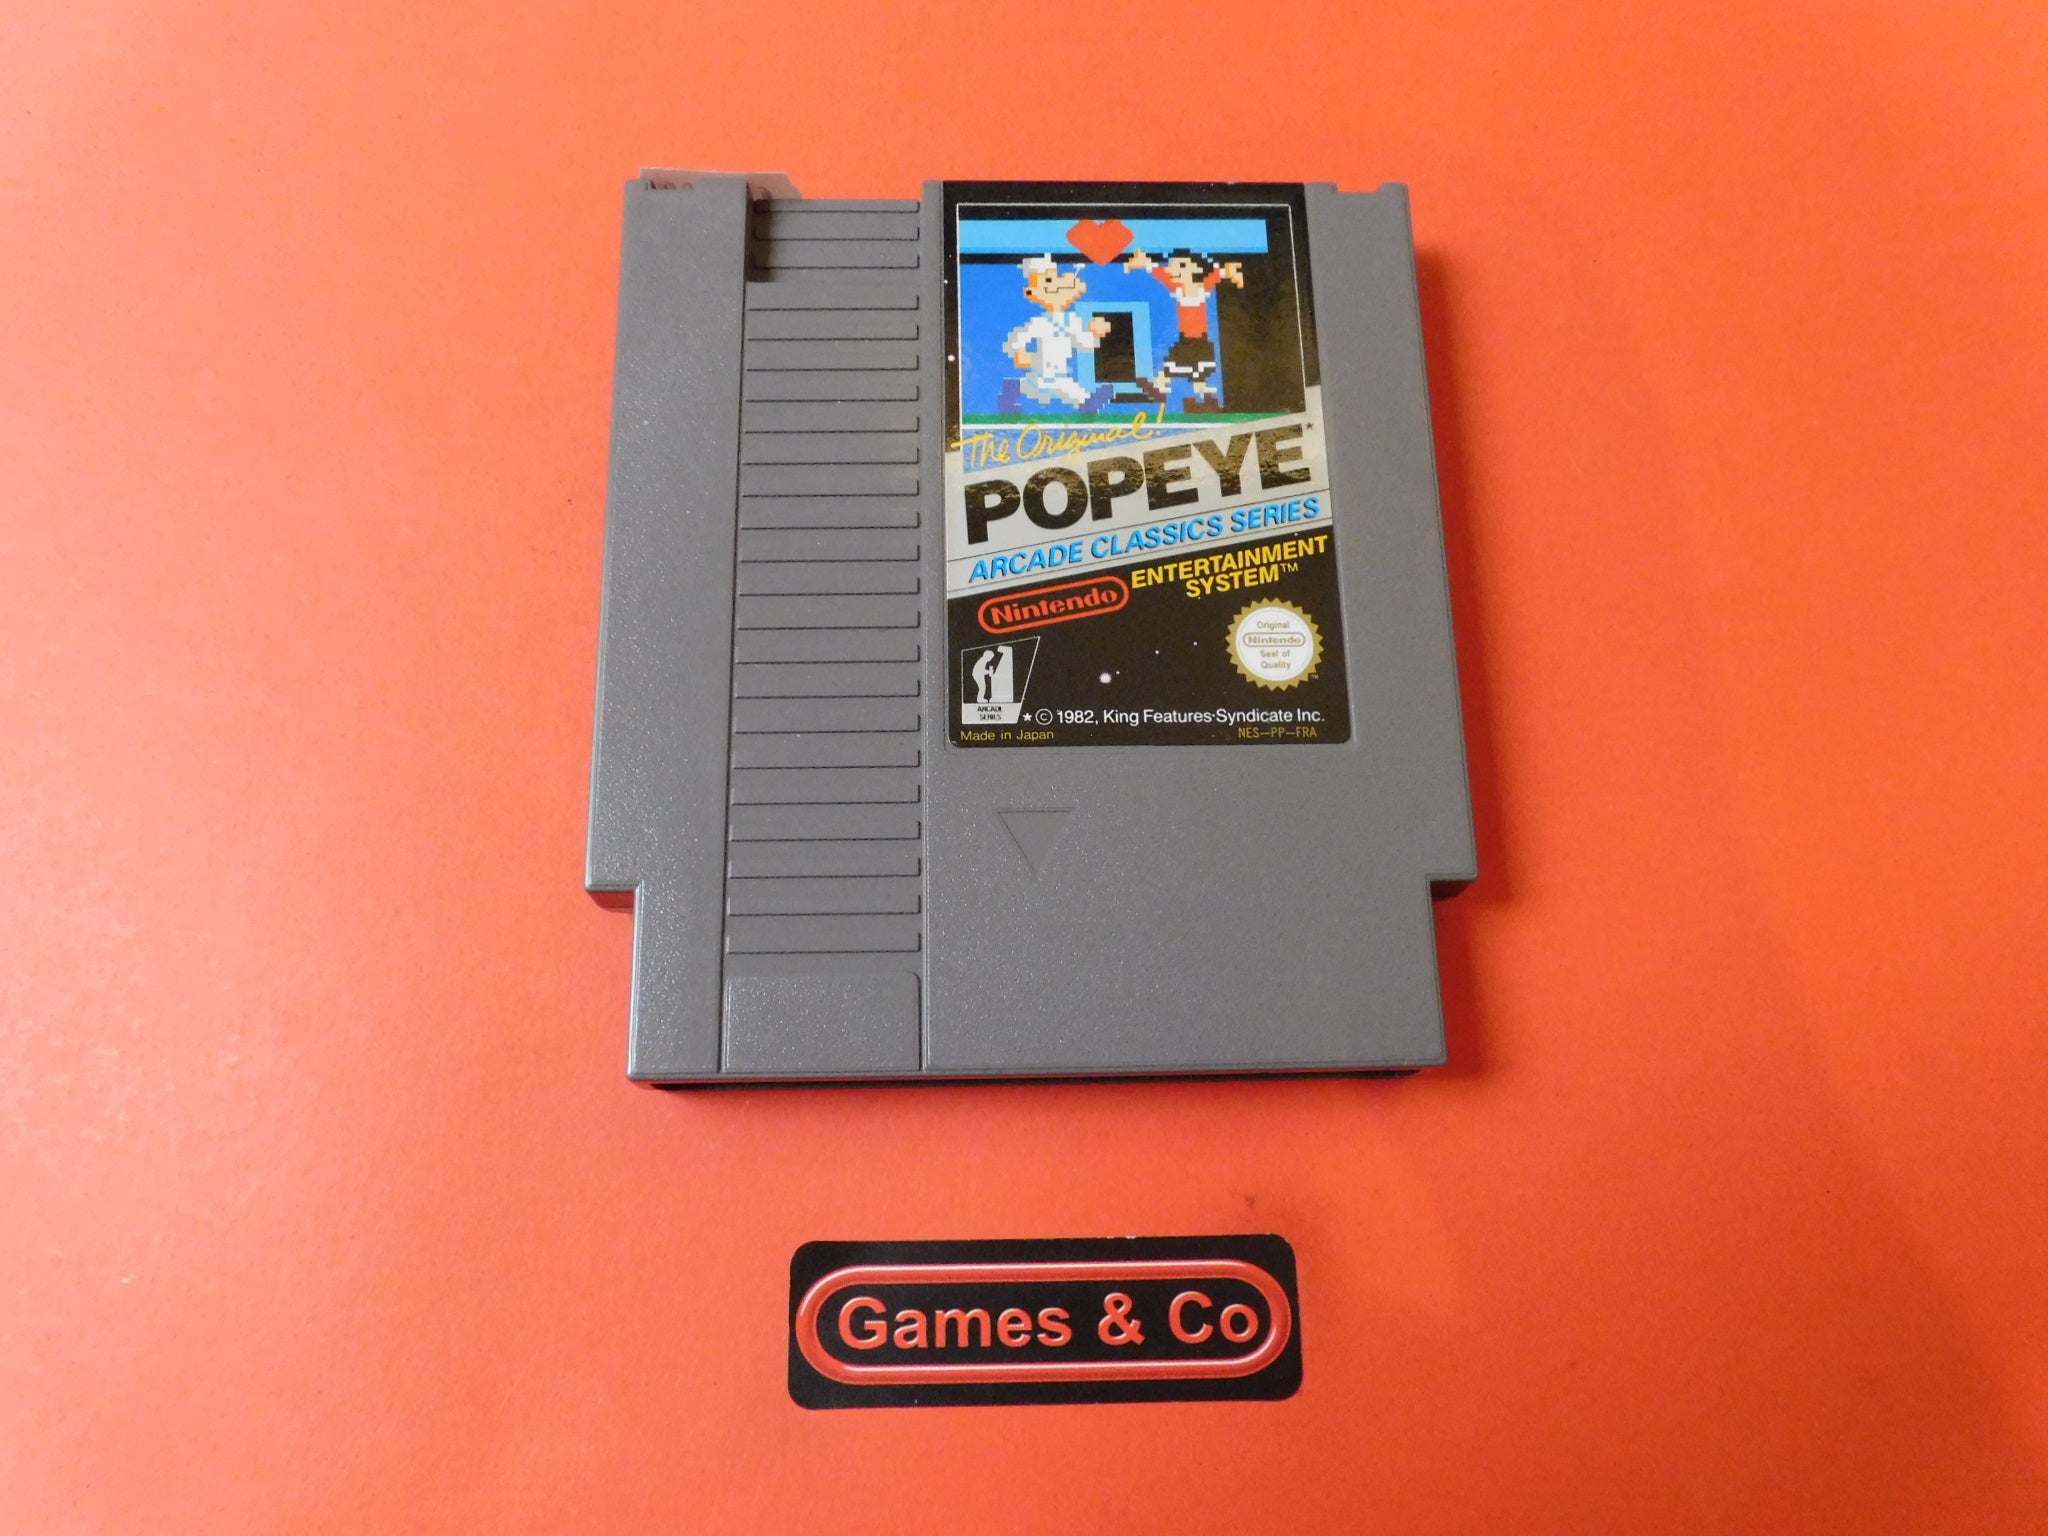 The Original!
POPEYE*
ARCADE CLASSICS SERIES
Nintendo ENTERTAINMENT
SYSTEM™
Original
Nintendo
Seal of
Quality
™
ARCADE
SERIES
* © 1982, King Features Syndicate Inc.
Made in Japan NES-PP-FRA
Games & Co